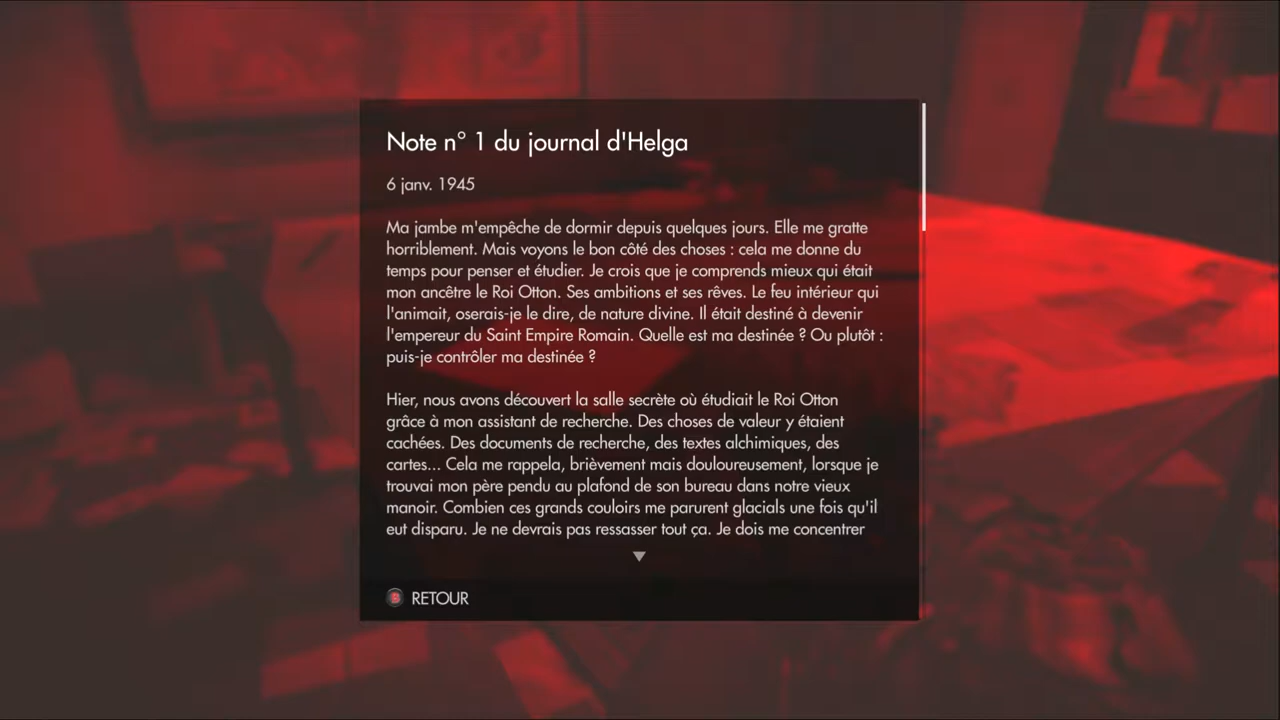 Note n° 1 du journal d'Helga
6 janv. 1945
Ma jambe m'empêche de dormir depuis quelques jours. Elle me gratte
horriblement. Mais voyons le bon côté des choses : cela me donne du
temps pour penser et étudier. Je crois que je comprends mieux qui était
mon ancêtre le Roi Otton. Ses ambitions et ses rêves. Le feu intérieur qui
l'animait, oserais-je le dire, de nature divine. Il était destiné à devenir
l'empereur du Saint Empire Romain. Quelle est ma destinée ? Ou plutôt :
puis-je contrôler ma destinée ?
Hier, nous avons découvert la salle secrète où étudiait le Roi Otton
grâce à mon assistant de recherche. Des choses de valeur y étaient
cachées. Des documents de recherche, des textes alchimiques, des
cartes... Cela me rappela, brièvement mais douloureusement, lorsque je
trouvai mon père pendu au plafond de son bureau dans notre vieux
manoir. Combien ces grands couloirs me parurent glacials une fois qu'il
eut disparu. Je ne devrais pas ressasser tout ça. Je dois me concentrer
B RETOUR